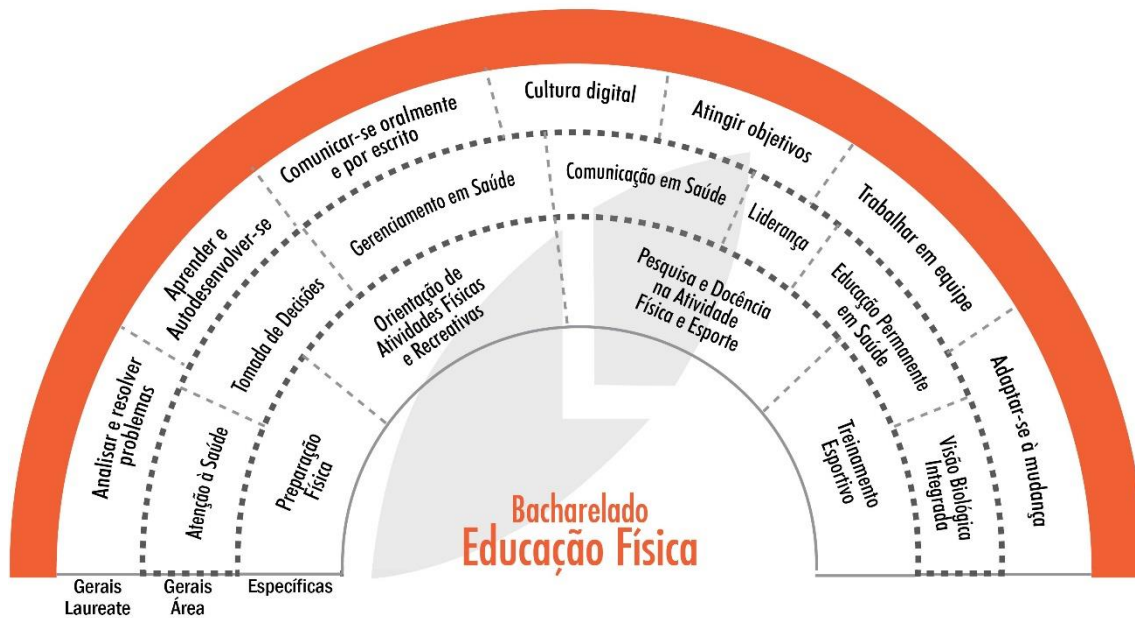 Analisar e resolver
problemas
Aprender e
Autodesenvolver-se
Comunicar-se oralmente
e por escrito
Cultura digital
Atingir objetivos
Trabalhar em equipe
Adaptar-se à mudança
Atenção à Saúde
Tomada de Decisões
Gerenciamento em Saúde
Comunicação em Saúde
Liderança
Educação Permanente
em Saúde
Visão Biológica
Integrada
Preparação
Física
Orientação de
Atividades Físicas
e Recreativas
Pesquisa e Docência
na Atividade
Física e Esporte
Treinamento
Esportivo
Bacharelado
Educação Física
Gerais
Laureate
Gerais
Área
Específicas